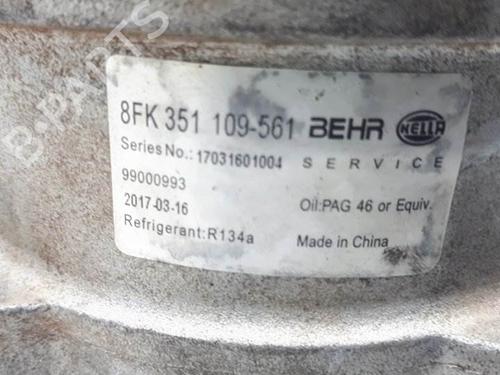 8FK 351 109-561 BEHR HELLA
Series No.: 17031601004 SERVICE
99000993
2017-03-16 Oil:PAG 46 or Equiv.
Refrigerant:R134a Made in China
B-PARTS